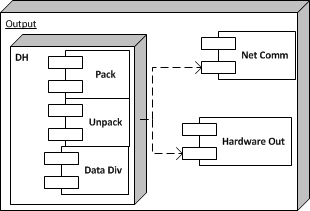 Output
DH
Pack
Unpack
Data Div
Net Comm
Hardware Out